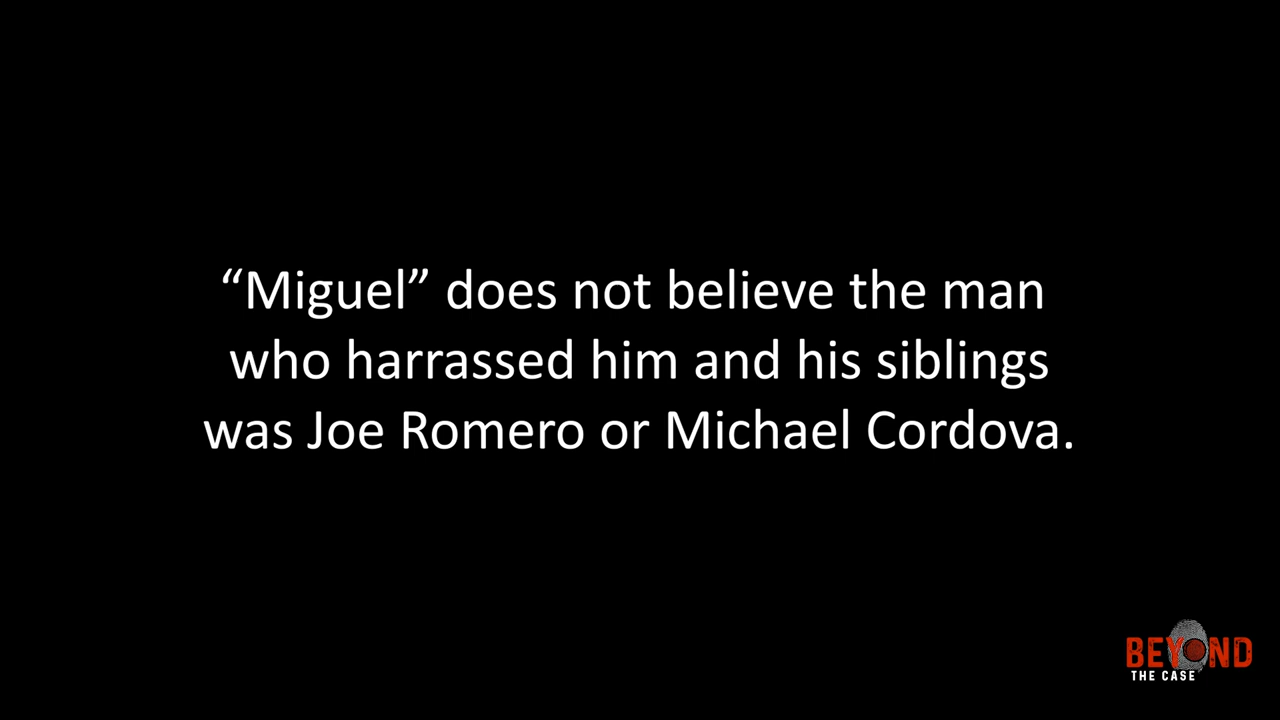 “Miguel” does not believe the man
who harrassed him and his siblings
was Joe Romero or Michael Cordova.
BEYOND
THE CASE